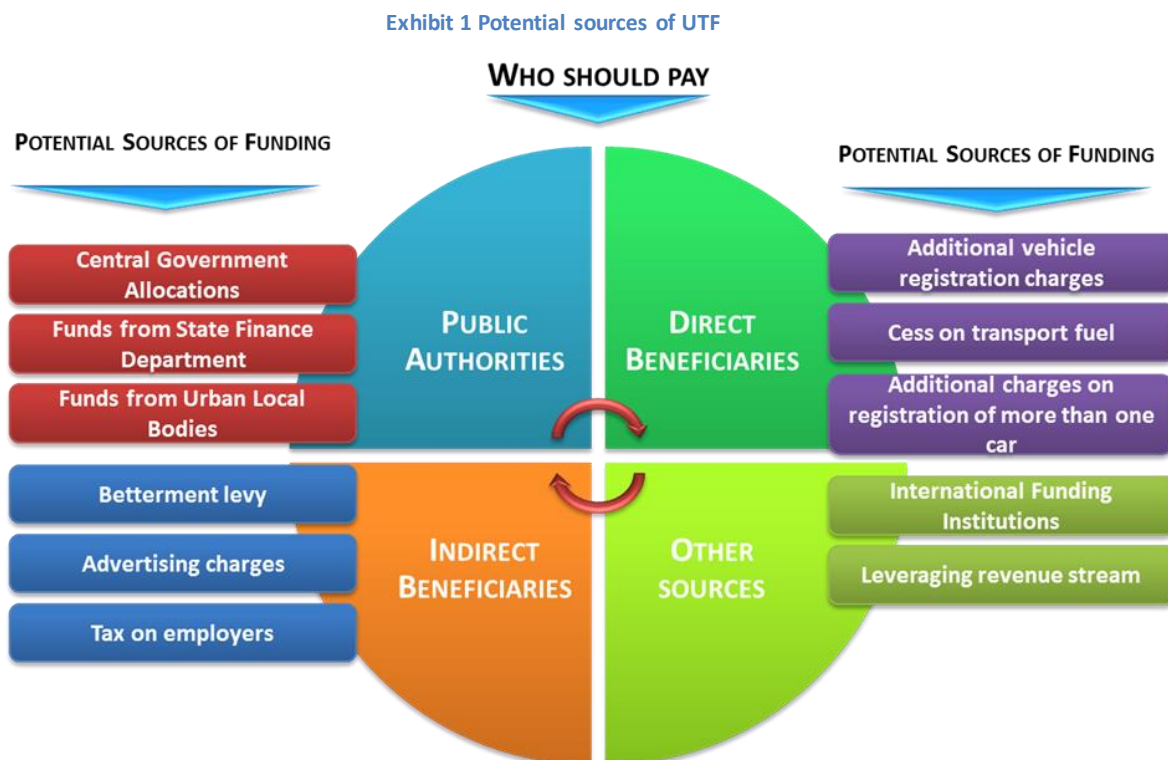 Exhibit 1 Potential sources of UTF
WHO SHOULD PAY
POTENTIAL SOURCES OF FUNDING
Central Government
Allocations
Funds from State Finance
Department
Funds from Urban Local
Bodies
Betterment levy
Advertising charges
Tax on employers
PUBLIC
AUTHORITIES
DIRECT
BENEFICIARIES
INDIRECT
BENEFICIARIES
OTHER
SOURCES
POTENTIAL SOURCES OF FUNDING
Additional vehicle
registration charges
Cess on transport fuel
Additional charges on
registration of more than one
car
International Funding
Institutions
Leveraging revenue stream